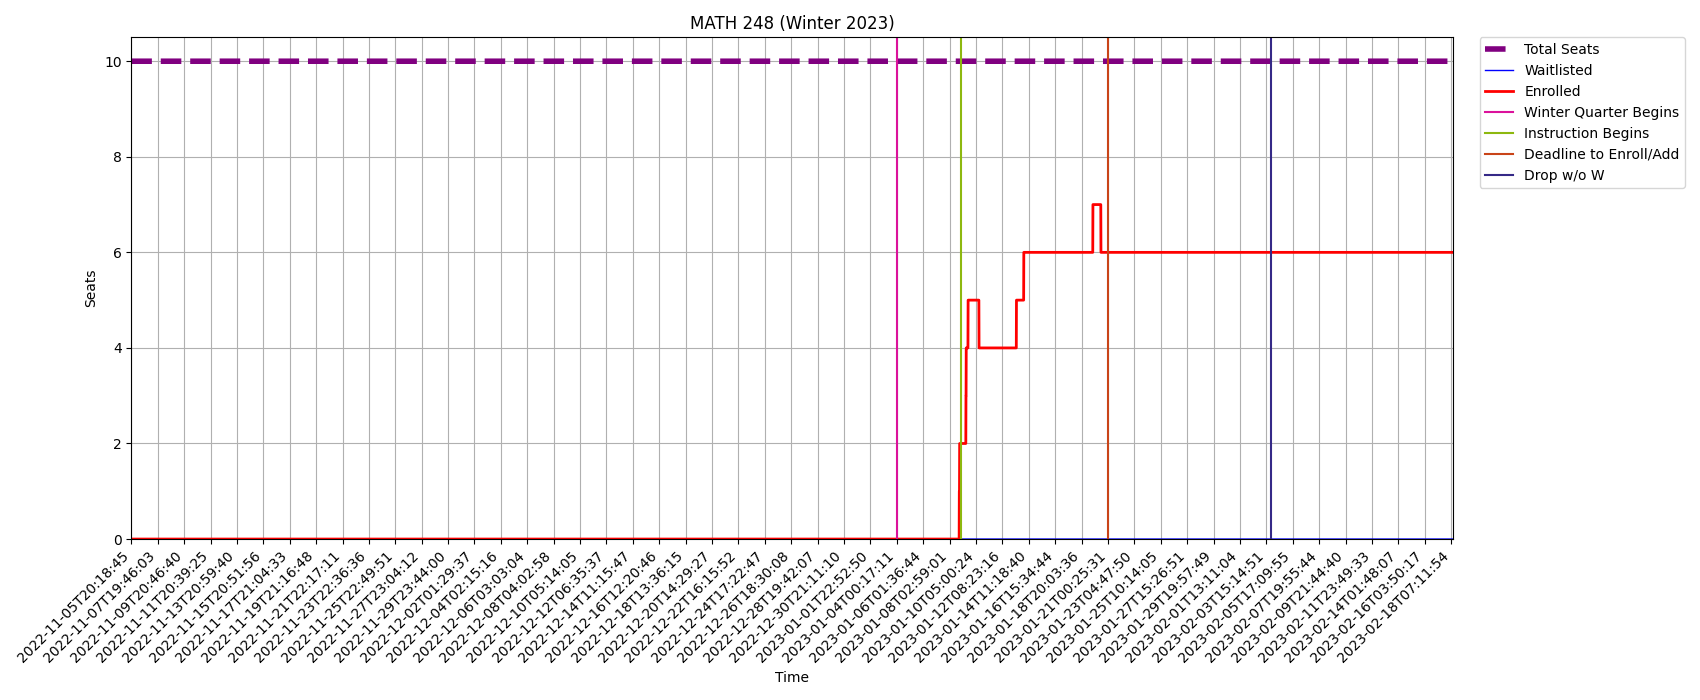 MATH 248 (Winter 2023)
Total Seats
Waitlisted
Enrolled
Winter Quarter Begins
Instruction Begins
Deadline to Enroll/Add
Drop w/o W
Seats
10
8
6
4
2
0
2022-11-05T20:18:45
2022-11-07T19:46:03
2022-11-09T20:46:40
2022-11-11T20:39:25
2022-11-13T20:59:40
2022-11-15T20:51:56
2022-11-17T21:04:33
2022-11-19T21:16:48
2022-11-21T22:17:11
2022-11-23T22:36:36
2022-11-25T22:49:51
2022-11-27T23:04:12
2022-11-29T23:44:00
2022-12-02T01:29:37
2022-12-04T02:15:16
2022-12-06T03:03:04
2022-12-08T04:02:58
2022-12-10T05:14:05
2022-12-12T06:35:37
2022-12-14T11:15:47
2022-12-16T12:20:46
2022-12-18T13:36:15
2022-12-20T14:29:27
2022-12-22T16:15:52
2022-12-24T17:22:47
2022-12-26T18:30:08
2022-12-28T19:42:07
2022-12-30T21:11:10
2023-01-01T22:52:50
2023-01-04T00:17:11
2023-01-06T01:36:44
2023-01-08T02:59:01
2023-01-10T05:00:24
2023-01-12T08:23:16
2023-01-14T11:18:40
2023-01-16T15:34:44
2023-01-18T20:03:36
2023-01-21T00:25:31
2023-01-23T04:47:50
2023-01-25T10:14:05
2023-01-27T15:26:51
2023-01-29T19:57:49
2023-02-01T13:11:04
2023-02-03T15:14:51
2023-02-05T17:09:55
2023-02-07T19:55:44
2023-02-09T21:44:40
2023-02-11T23:49:33
2023-02-14T01:48:07
2023-02-16T03:50:17
2023-02-18T07:11:54
Time